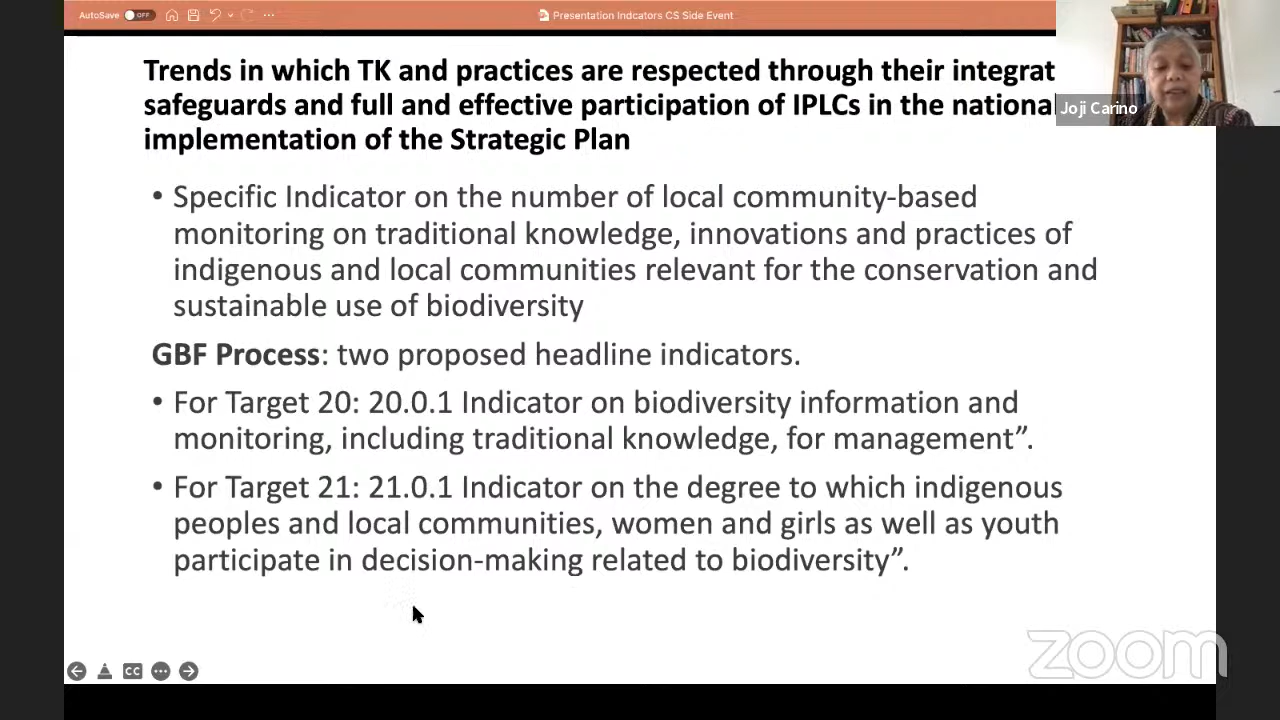 AutoSave OFF
Presentation Indicators CS Side Event
Trends in which TK and practices are respected through their integrat
safeguards and full and effective participation of IPLCs in the national
implementation of the Strategic Plan
Joji Carino
• Specific Indicator on the number of local community-based
monitoring on traditional knowledge, innovations and practices of
indigenous and local communities relevant for the conservation and
sustainable use of biodiversity
GBF Process: two proposed headline indicators.
• For Target 20: 20.0.1 Indicator on biodiversity information and
monitoring, including traditional knowledge, for management”.
• For Target 21: 21.0.1 Indicator on the degree to which indigenous
peoples and local communities, women and girls as well as youth
participate in decision-making related to biodiversity”.
CC
zoom